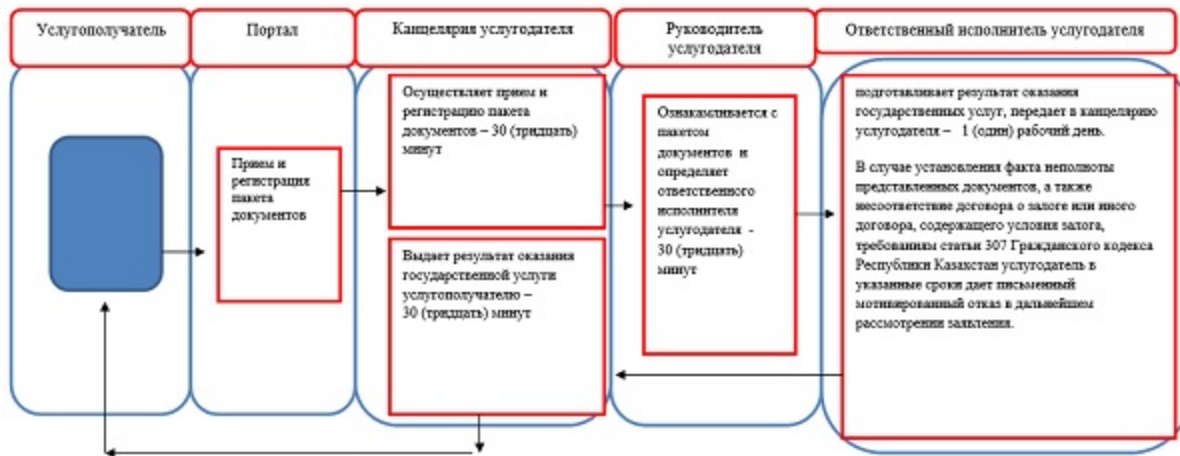 Услугополучатель
Портал
Канцелярия услугодателя
Руководитель
услугодателя
Ответственный исполнитель услугодателя
Прием и
регистрация
пакета
документов
Осуществляет прием и
регистрацию пакета
документов – 30 (тридцать)
минут
Выдает результат оказания
государственной услуги
услугополучателю –
30 (тридцать) минут
Ознакамливается с
пакетом
документов и
определяет
ответственного
исполнителя
услугодателя -
30 (тридцать)
минут
подготавливает результат оказания
государственных услуг, передает в канцелярию
услугодателя – 1 (один) рабочий день.
В случае установления факта неполноты
представленных документов, а также
несоответствие договора о залоге или иного
договора, содержащего условия залога,
требованиям статьи 307 Гражданского кодекса
Республики Казахстан услугодатель в
указанные сроки дает письменный
мотивированный отказ в дальнейшем
рассмотрении заявления.